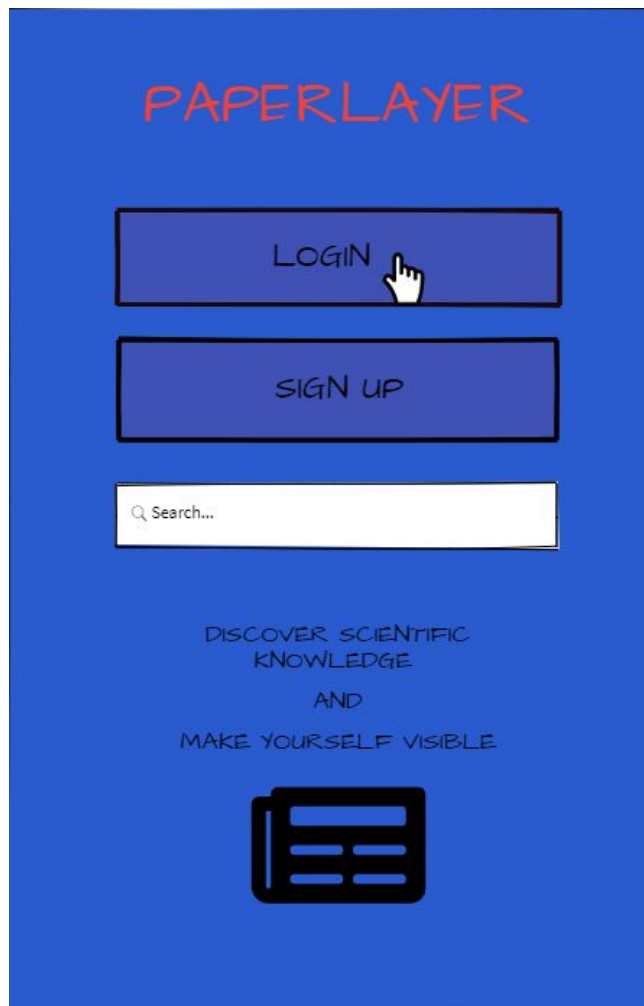 PAPERLAYER
LOGIN
SIGN UP
Search...
DISCOVER SCIENTIFIC
KNOWLEDGE
AND
MAKE YOURSELF VISIBLE